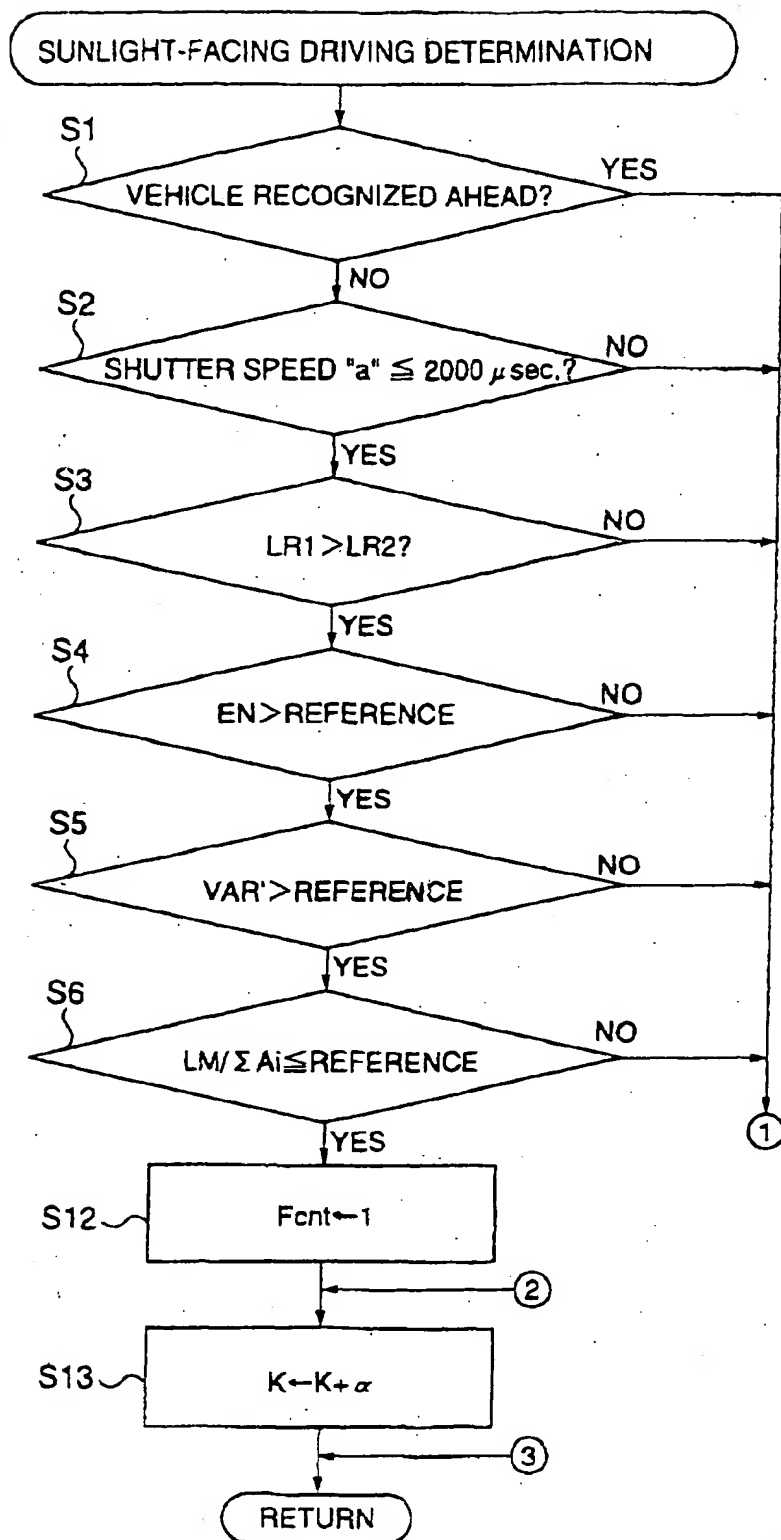 SUNLIGHT-FACING DRIVING DETERMINATION
S1
VEHICLE RECOGNIZED AHEAD?
YES
NO
S2
SHUTTER SPEED "a" ≦ 2000 μsec.?
NO
YES
S3
LR1>LR2?
NO
YES
S4
EN>REFERENCE
NO
YES
S5
VAR'>REFERENCE
NO
YES
S6
LM/ΣAi≦REFERENCE
NO
YES
①
S12
Fcnt←1
②
S13
K←K+α
③
RETURN